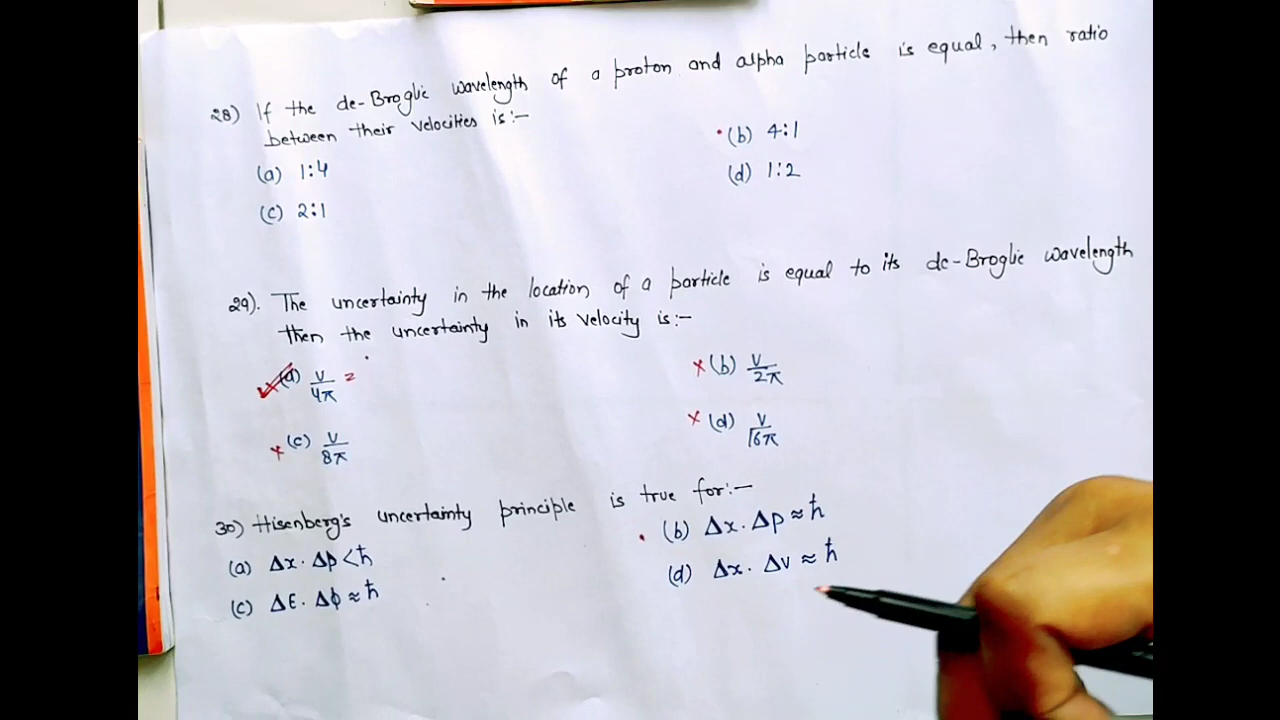 28) If the de-Broglie wavelength of a proton and alpha particle is equal, then ratio
between their velocities is:-
(a) 1:4
(b) 4:1
(c) 2:1
(d) 1:2
29). The uncertainty in the location of a particle is equal to its de-Broglie wavelength
then the uncertainty in its velocity is:-
(a) v/4π =
(b) v/2π
(c) v/8π
(d) v/16π
30) Hisenberg's uncertainty principle is true for:-
(a) Δx. Δp < ħ
(b) Δx. Δp ≈ ħ
(c) ΔE. Δϕ ≈ ħ
(d) Δx. Δv ≈ ħ